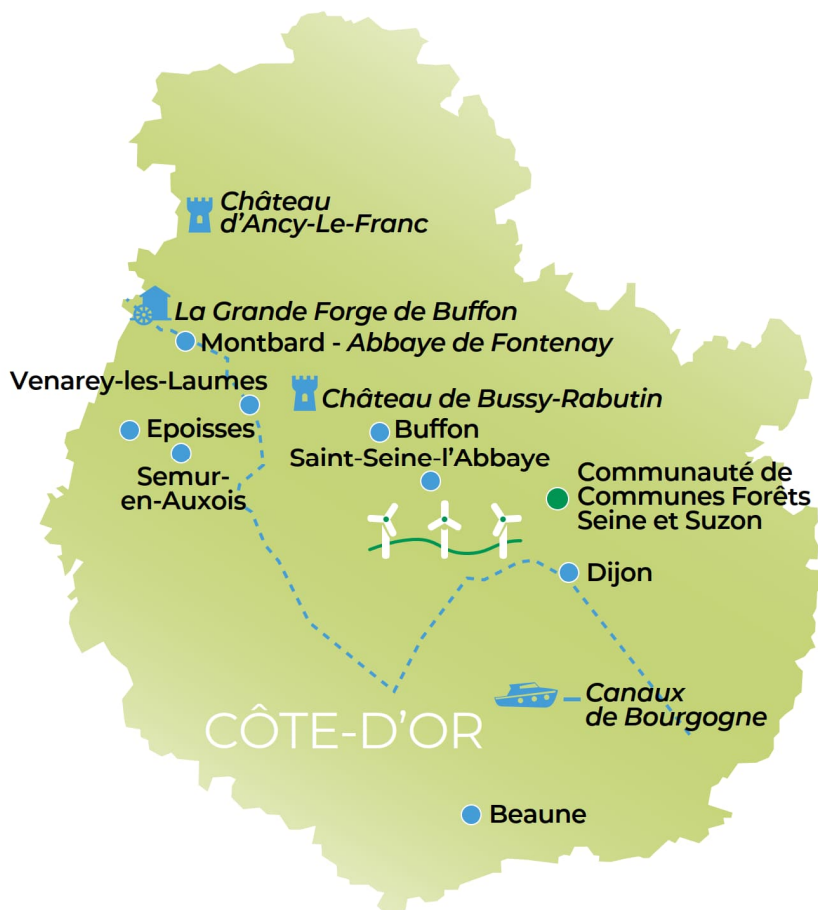 Château
d'Ancy-Le-Franc
La Grande Forge de Buffon
Montbard - Abbaye de Fontenay
Venarey-les-Laumes
Château de Bussy-Rabutin
Epoisses
Buffon
Semur-
en-Auxois
Saint-Seine-l'Abbaye
Communauté de
Communes Forêts
Seine et Suzon
Dijon
Canaux
de Bourgogne
CÔTE-D'OR
Beaune